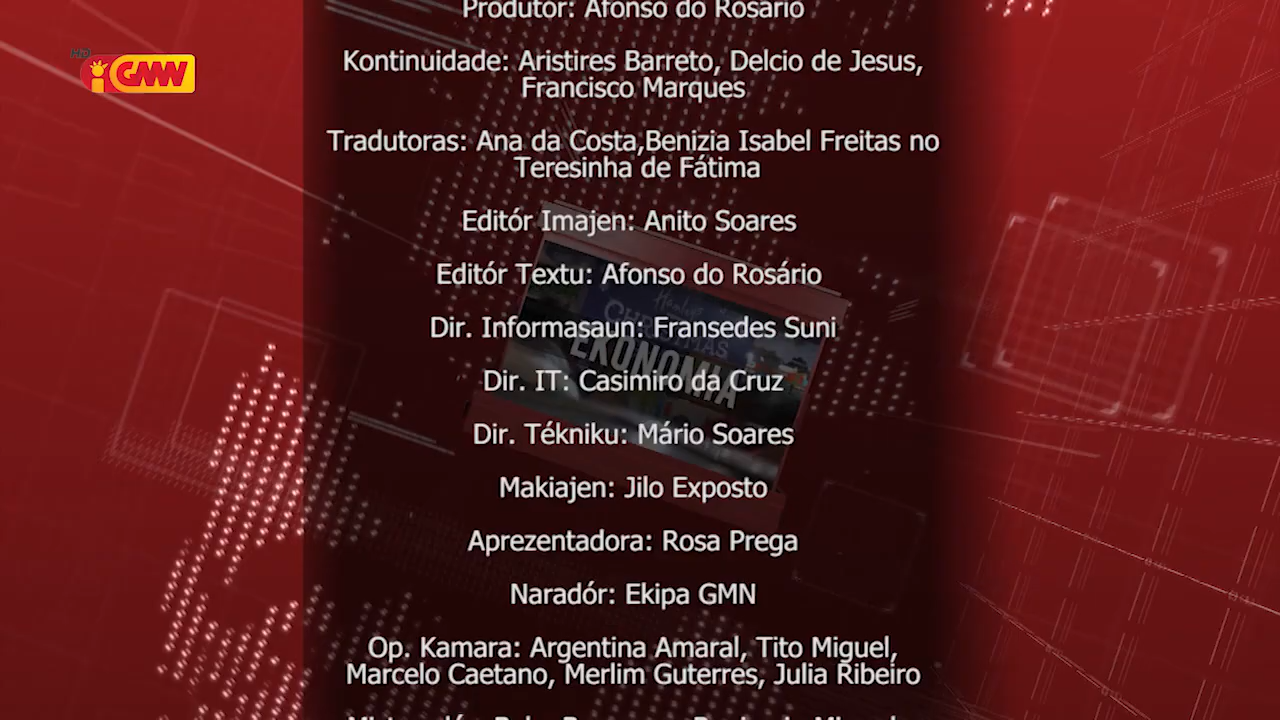 Produtór: Afonso do Rosário
HD
GMN
Kontinuidade: Aristires Barreto, Delcio de Jesus,
Francisco Marques
Tradutoras: Ana da Costa,Benizia Isabel Freitas no
Teresinha de Fátima
Editór Imajen: Anito Soares
Editór Textu: Afonso do Rosário
Dir. Informasaun: Fransedes Suni
CHRISTMAS
EKONOMIA
Dir. IT: Casimiro da Cruz
Dir. Tékniku: Mário Soares
Makiajen: Jilo Exposto
Aprezentadora: Rosa Prega
Naradór: Ekipa GMN
Op. Kamara: Argentina Amaral, Tito Miguel,
Marcelo Caetano, Merlim Guterres, Julia Ribeiro